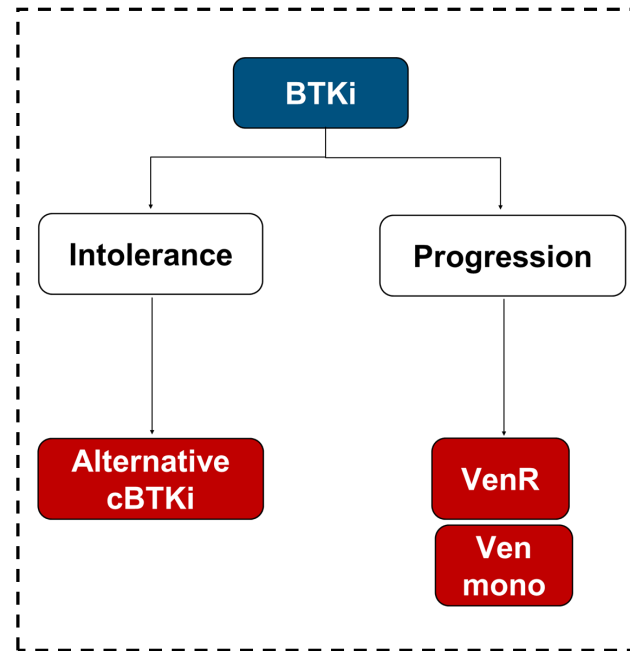 BTKi
Intolerance
Progression
Alternative
cBTKi
VenR
Ven
mono